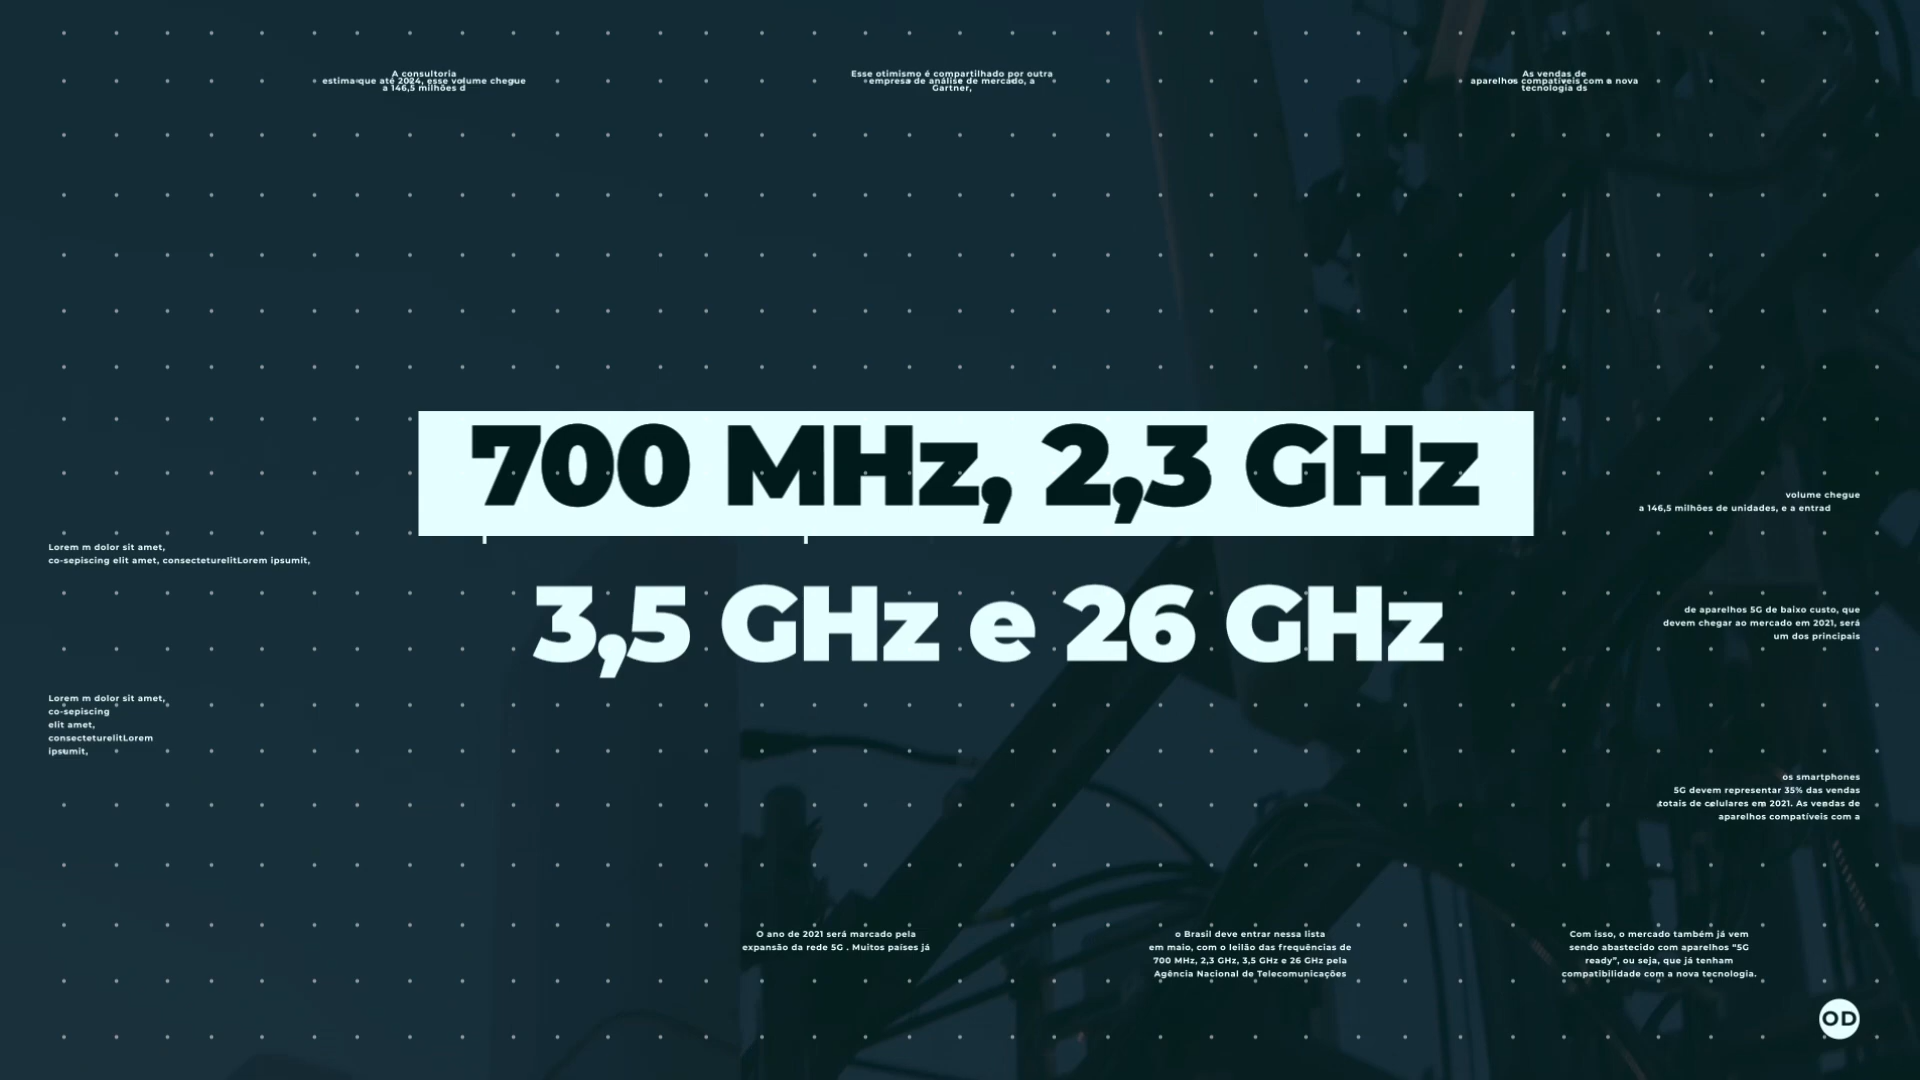 A consultoria
estima que até 2024, esse volume chegue
a 146,5 milhões d
Esse otimismo é compartilhado por outra
empresa de análise de mercado, a
Gartner,
As vendas de
aparelhos compatíveis com a nova
tecnologia ds
700 MHz, 2,3 GHz
3,5 GHz e 26 GHz
Lorem m dolor sit amet,
co-sepiscing elit amet, consecteturelitLorem ipsumit,
Lorem m dolor sit amet,
co-sepiscing
elit amet,
consecteturelitLorem
ipsumit,
volume chegue
a 146,5 milhões de unidades, e a entrad
de aparelhos 5G de baixo custo, que
devem chegar ao mercado em 2021, será
um dos principais
os smartphones
5G devem representar 35% das vendas
totais de celulares em 2021. As vendas de
aparelhos compatíveis com a
O ano de 2021 será marcado pela
expansão da rede 5G . Muitos países já
o Brasil deve entrar nessa lista
em maio, com o leilão das frequências de
700 MHz, 2,3 GHz, 3,5 GHz e 26 GHz pela
Agência Nacional de Telecomunicações
Com isso, o mercado também já vem
sendo abastecido com aparelhos “5G
ready”, ou seja, que já tenham
compatibilidade com a nova tecnologia.
OD